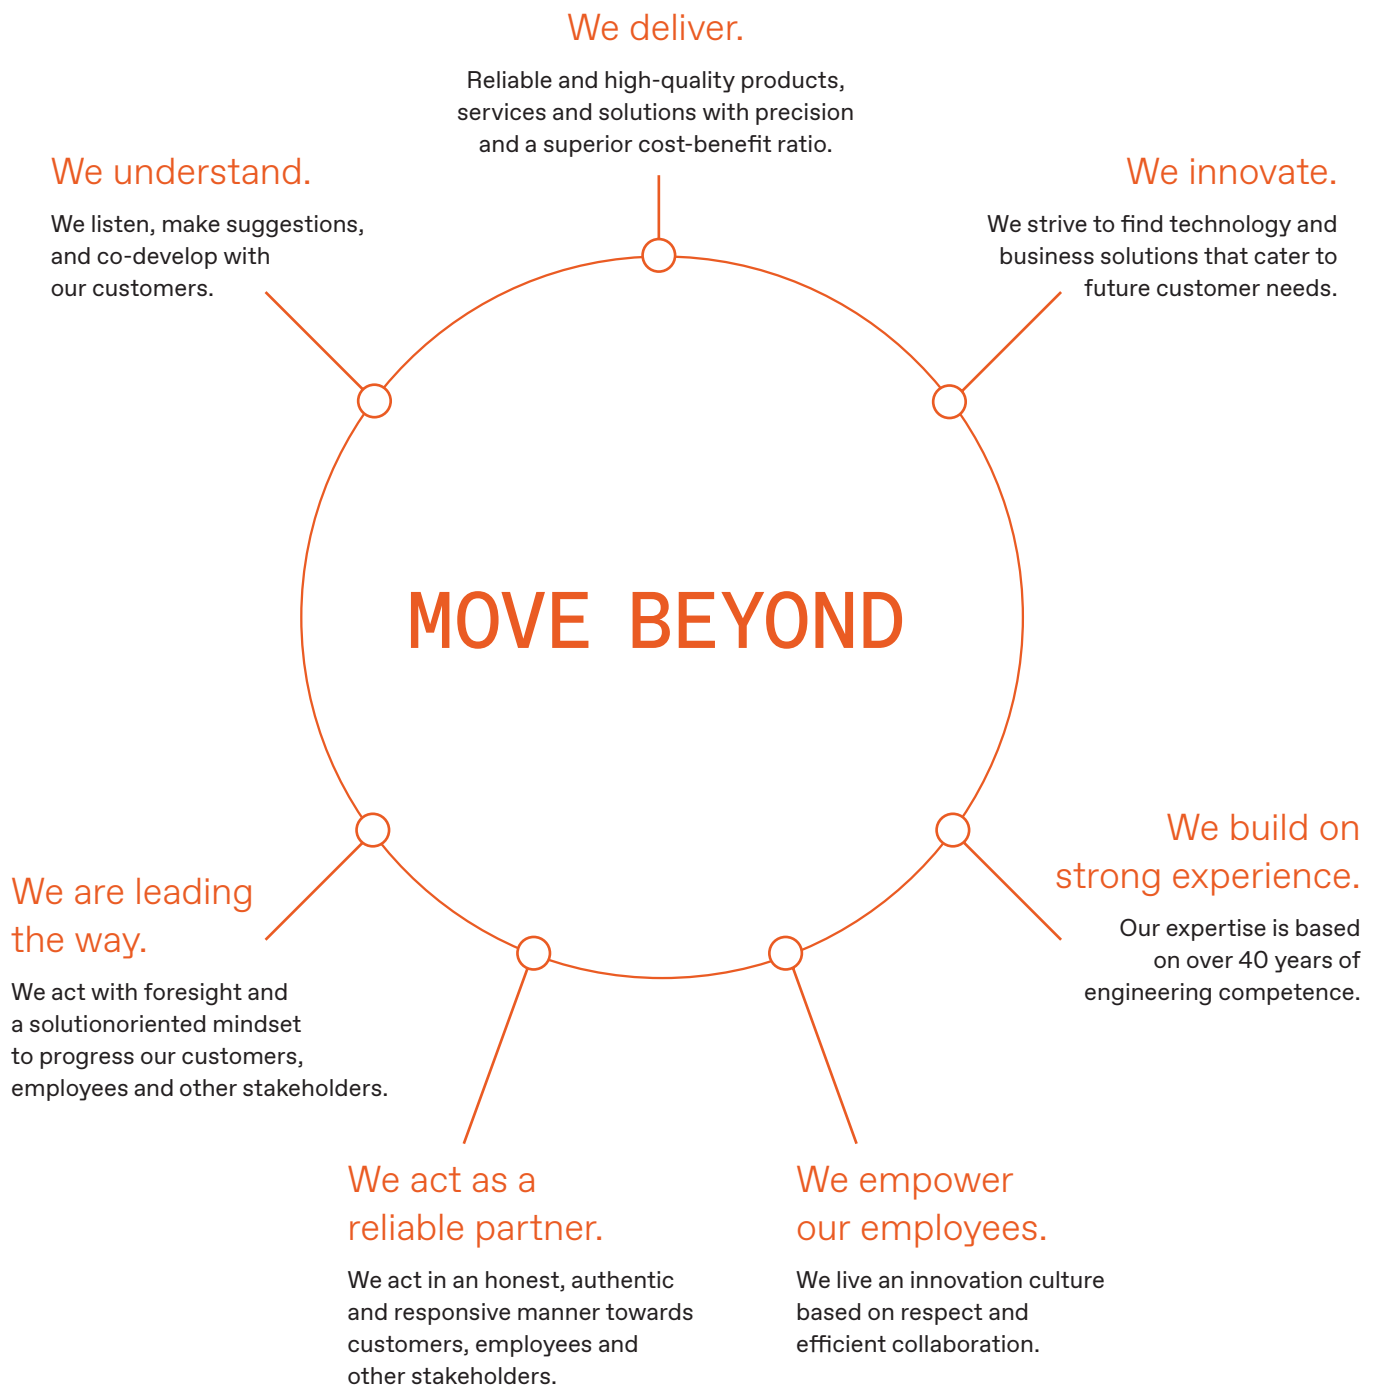 We deliver.
Reliable and high-quality products,
services and solutions with precision
and a superior cost-benefit ratio.
We understand.
We listen, make suggestions,
and co-develop with
our customers.
We innovate.
We strive to find technology and
business solutions that cater to
future customer needs.
MOVE BEYOND
We build on
strong experience.
Our expertise is based
on over 40 years of
engineering competence.
We are leading
the way.
We act with foresight and
a solutionoriented mindset
to progress our customers,
employees and other stakeholders.
We act as a
reliable partner.
We act in an honest, authentic
and responsive manner towards
customers, employees and
other stakeholders.
We empower
our employees.
We live an innovation culture
based on respect and
efficient collaboration.